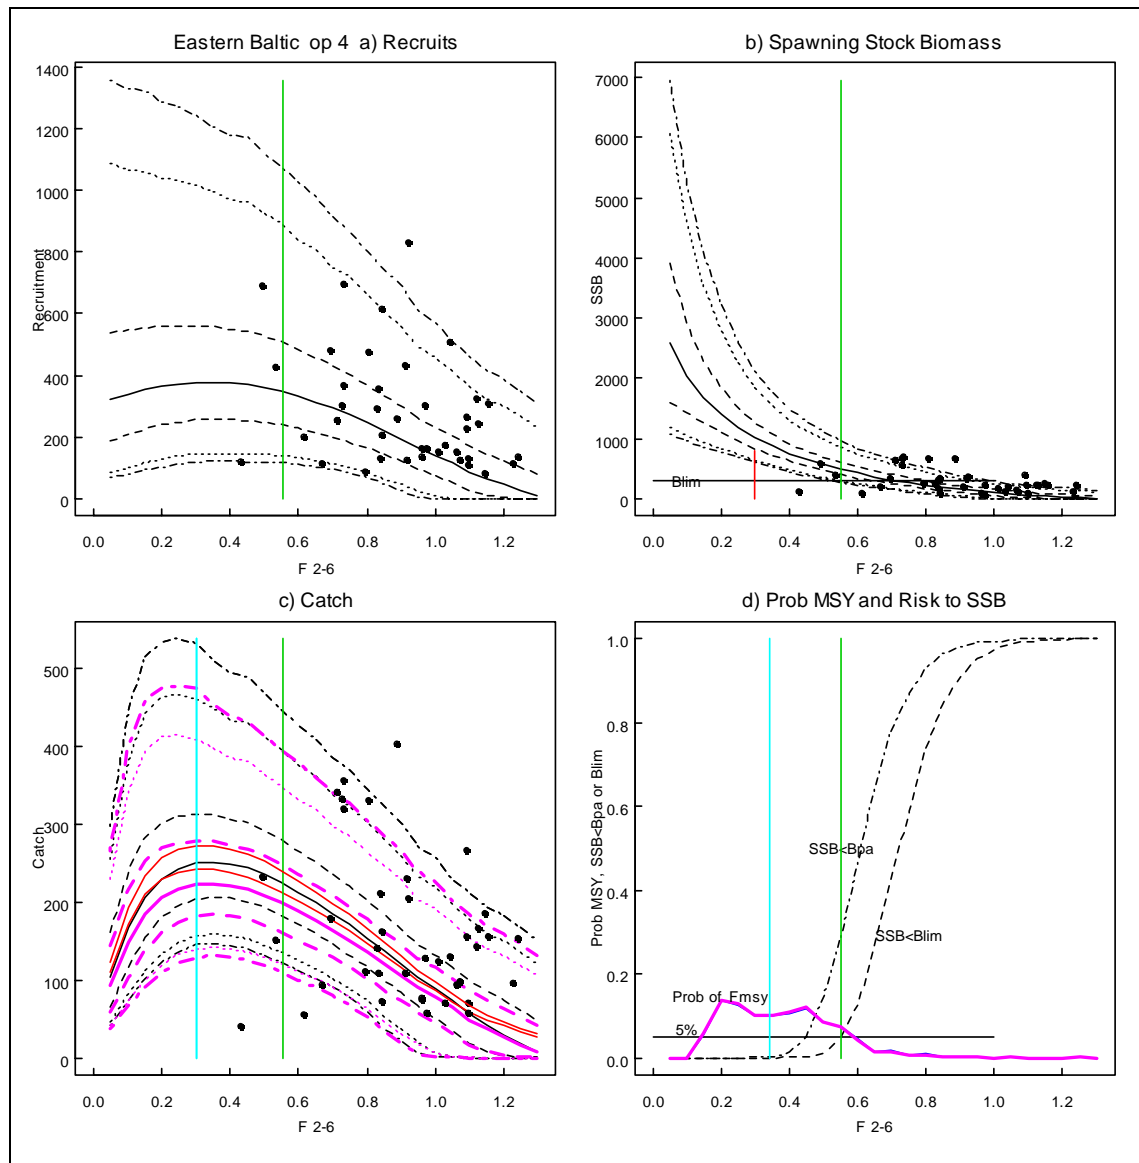 Eastern Baltic op 4 a) Recruits
Recruitment
1400
1200
1000
800
600
400
200
0
0.0 0.2 0.4 0.6 0.8 1.0 1.2
F 2-6
b) Spawning Stock Biomass
SSB
7000
6000
5000
4000
3000
2000
1000
0
Blim
0.0 0.2 0.4 0.6 0.8 1.0 1.2
F 2-6
c) Catch
Catch
500
400
300
200
100
0
0.0 0.2 0.4 0.6 0.8 1.0 1.2
F 2-6
d) Prob MSY and Risk to SSB
Prob MSY, SSB<Bpa or Blim
1.0
0.8
0.6
0.4
0.2
0.0
SSB<Bpa
SSB<Blim
Prob of Fmsy
5%
0.0 0.2 0.4 0.6 0.8 1.0 1.2
F 2-6